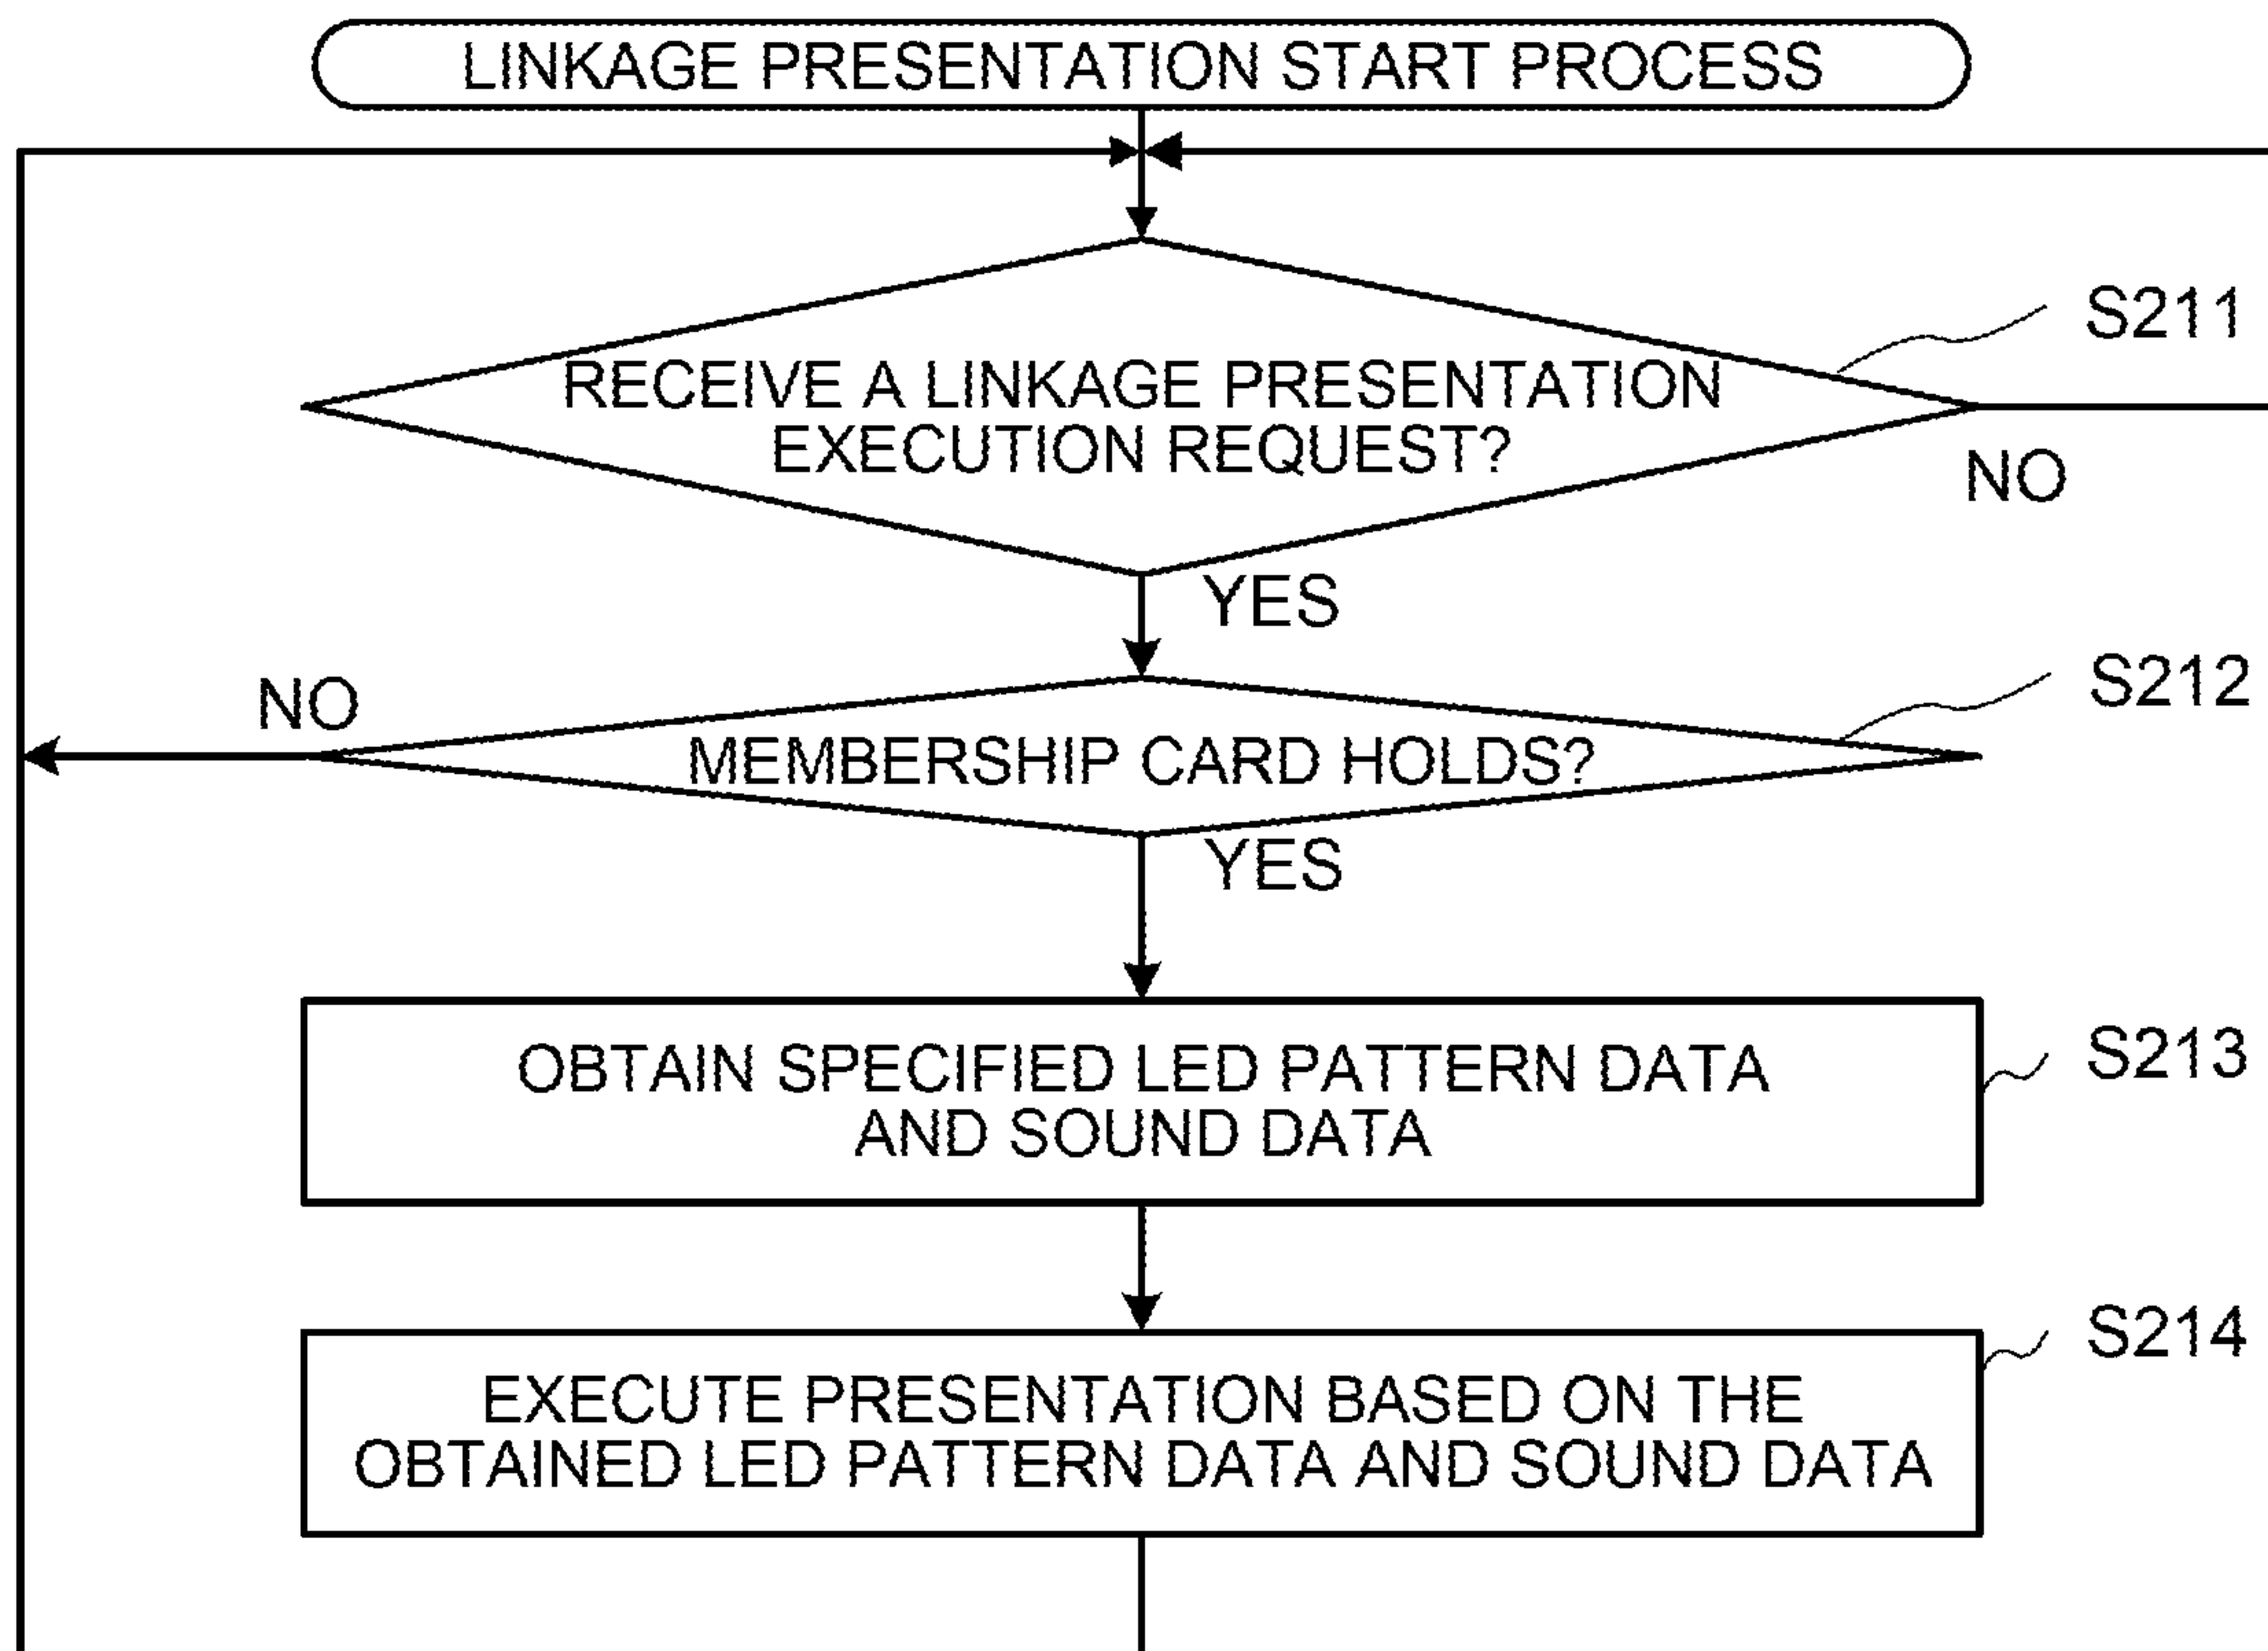 LINKAGE PRESENTATION START PROCESS
S211
RECEIVE A LINKAGE PRESENTATION
EXECUTION REQUEST?
NO
YES
S212
NO
MEMBERSHIP CARD HOLDS?
YES
S213
OBTAIN SPECIFIED LED PATTERN DATA
AND SOUND DATA
S214
EXECUTE PRESENTATION BASED ON THE
OBTAINED LED PATTERN DATA AND SOUND DATA